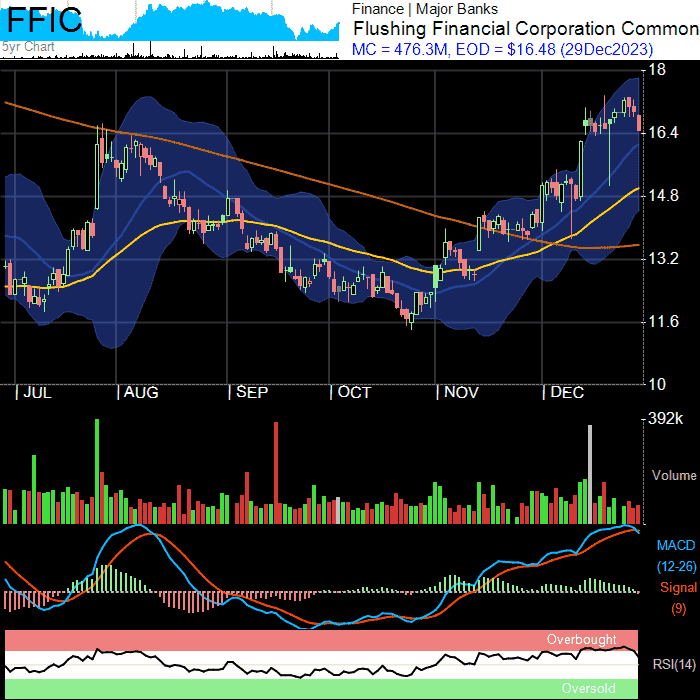 FFIC
5yr Chart
Finance | Major Banks
Flushing Financial Corporation Common
MC = 476.3M, EOD = $16.48 (29Dec2023)
18
16.4
14.8
13.2
11.6
10
JUL AUG SEP OCT NOV DEC
392k
Volume
MACD
(12-26)
Signal
(9)
Overbought
RSI(14)
Oversold